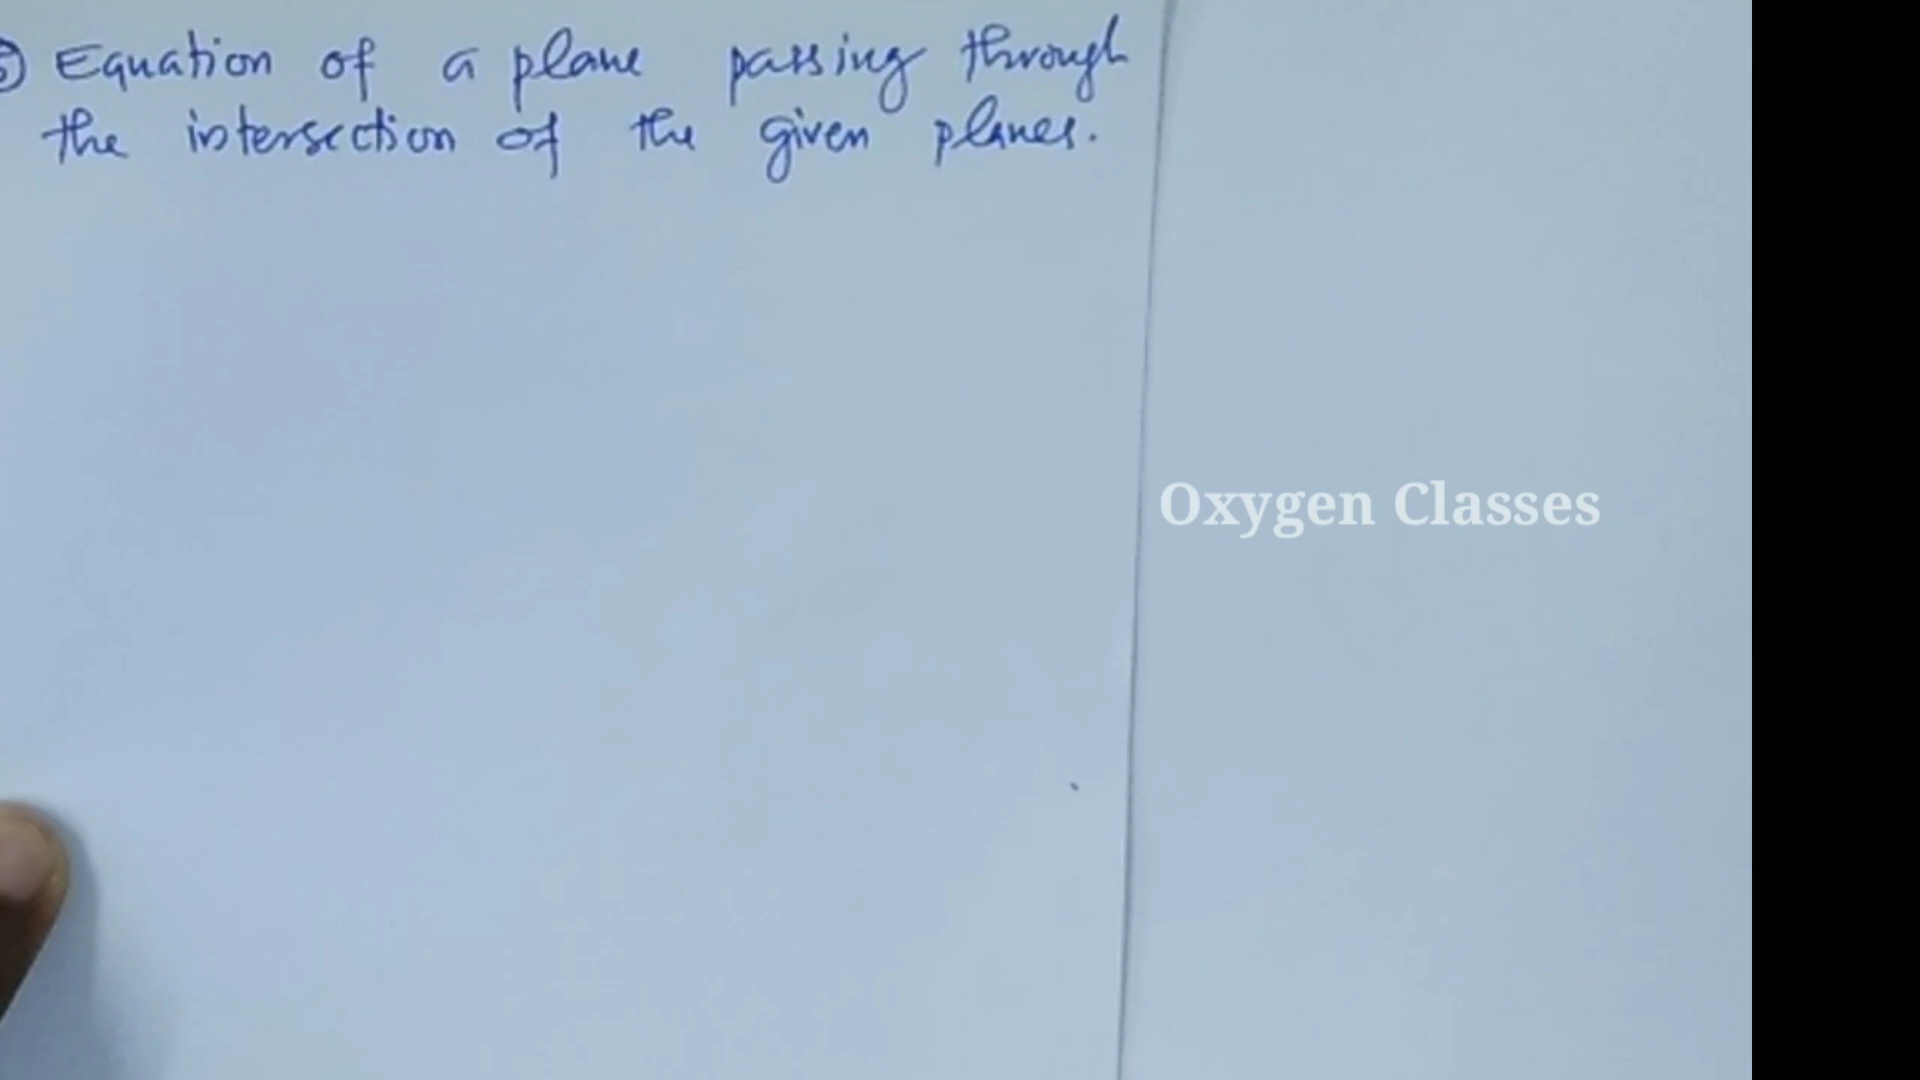 Equation of a plane passing through
the intersection of the given planes.
Oxygen Classes